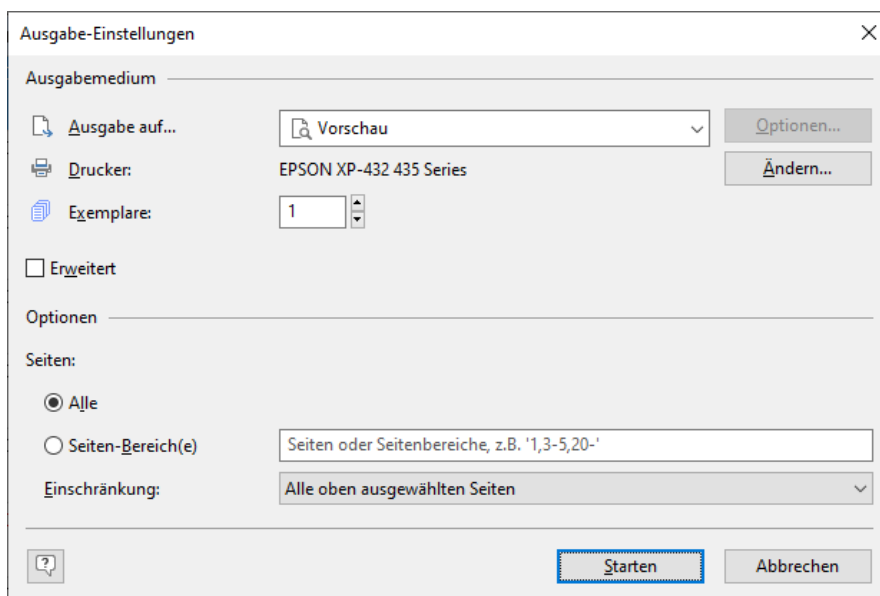 Ausgabe-Einstellungen
Ausgabemedium
Ausgabe auf... Vorschau Optionen...
Drucker: EPSON XP-432 435 Series Ändern...
Exemplare: 1
Erweitert
Optionen
Seiten:
Alle
Seiten-Bereich(e) Seiten oder Seitenbereiche, z.B. '1,3-5,20-'
Einschränkung: Alle oben ausgewählten Seiten
? Starten Abbrechen